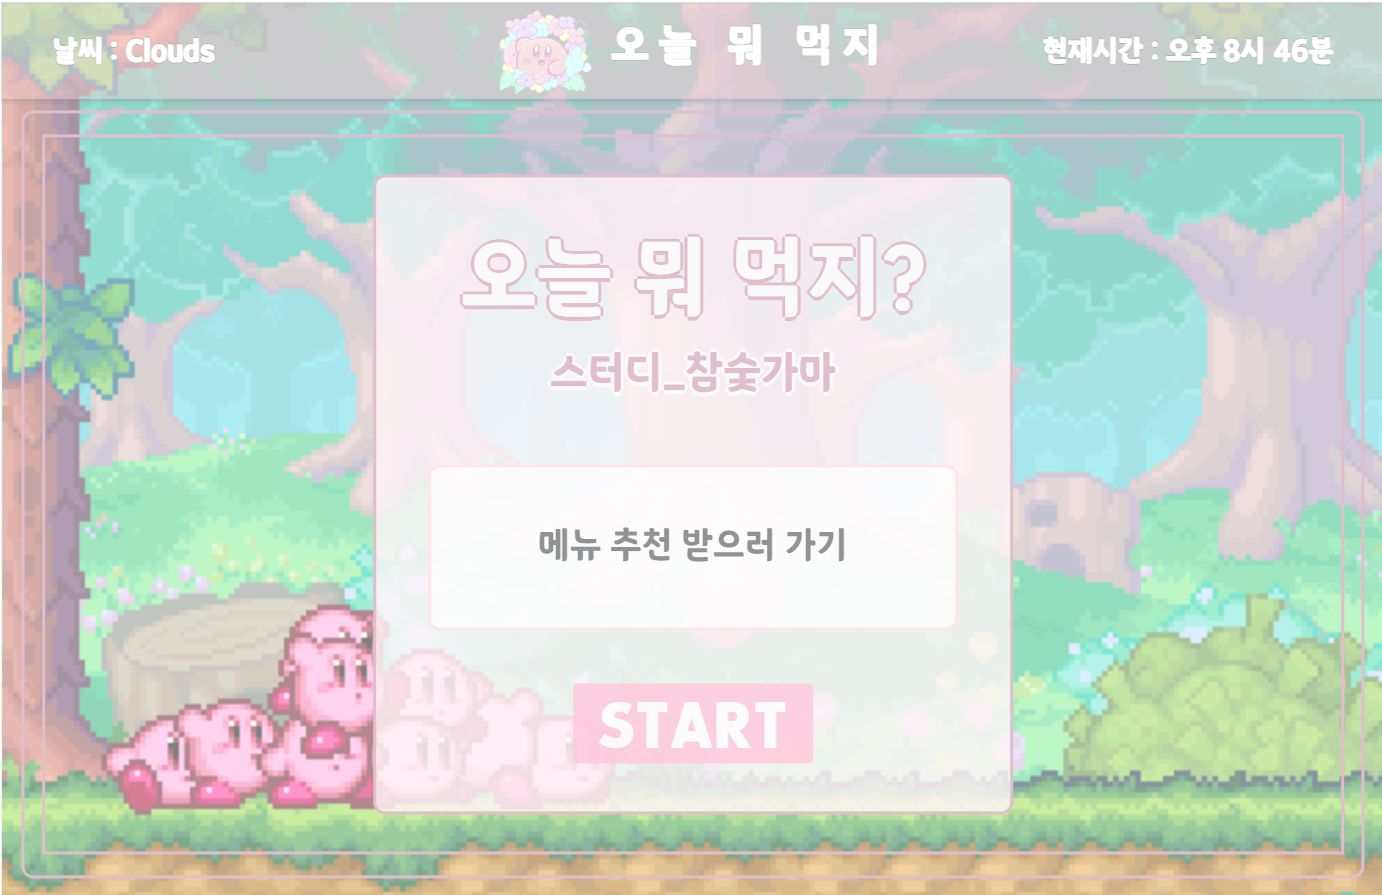 날씨 : Clouds
오늘 뭐 먹지
현재시간 : 오후 8시 46분
오늘 뭐 먹지?
스터디_참숯가마
메뉴 추천 받으러 가기
START